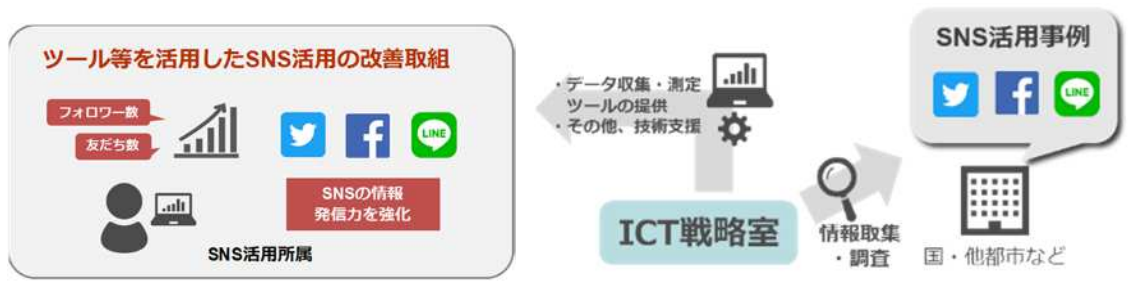 ツール等を活用したSNS活用の改善取組
フォロワー数
友だち数
LINE
SNSの情報
発信力を強化
SNS活用所属
・データ収集・測定
ツールの提供
・その他、技術支援
ICT戦略室
情報取集
・調査
SNS活用事例
LINE
国・他都市など